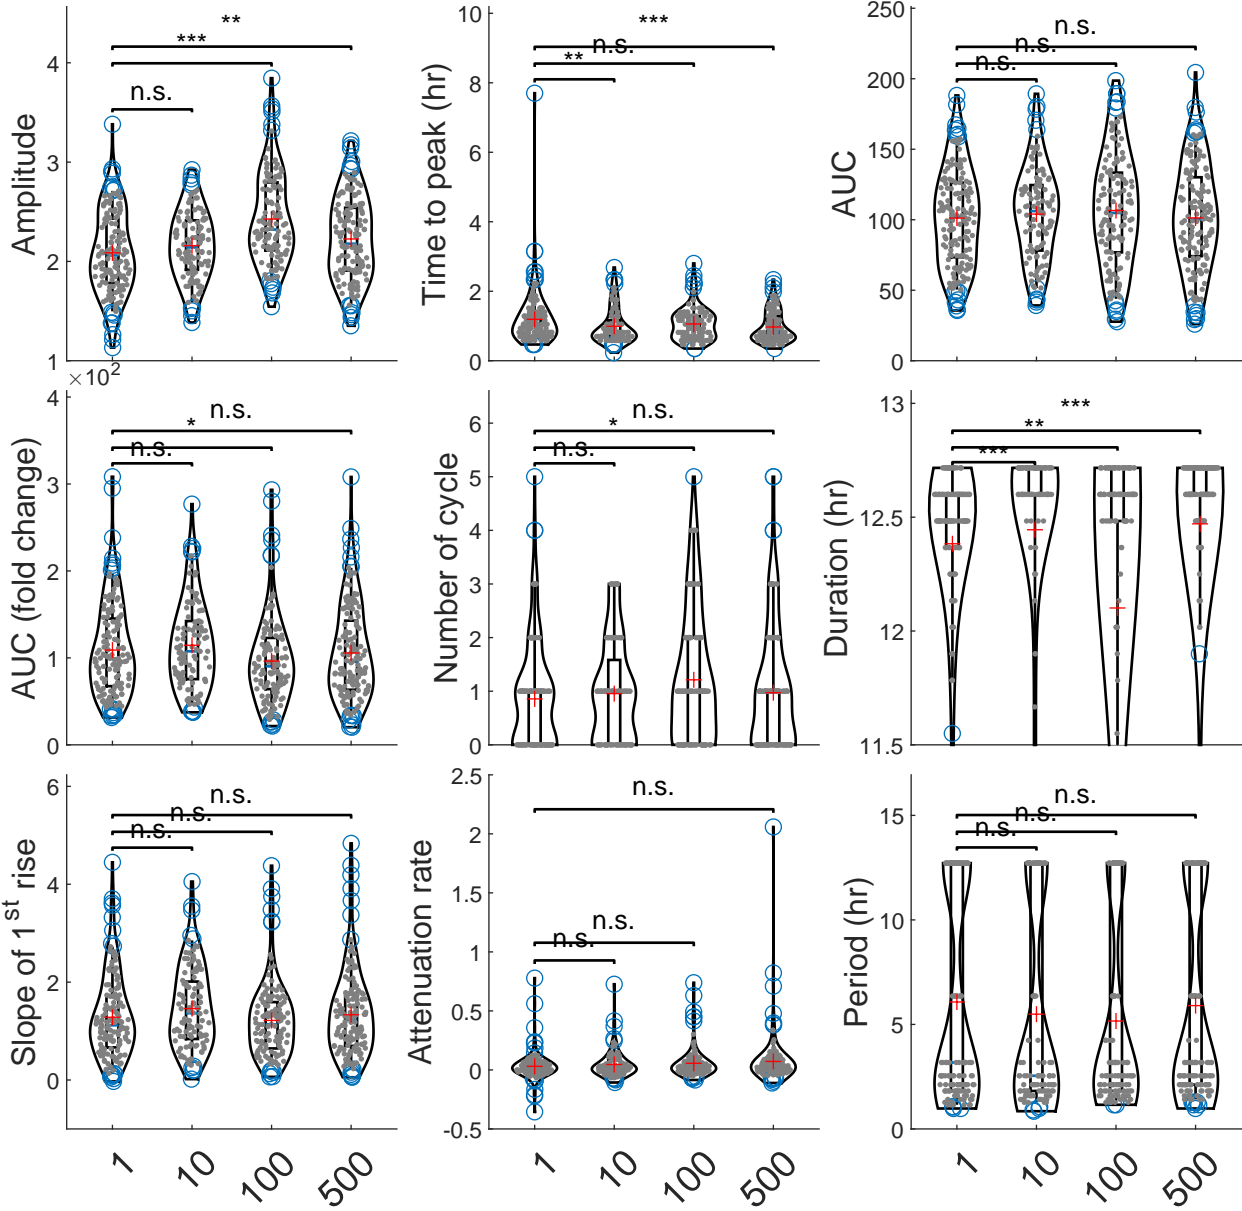 Amplitude
4
3
2
1
**
***
n.s.
Time to peak (hr)
10
8
6
4
2
0
***
n.s.
**
AUC
250
200
150
100
50
0
n.s.
n.s.
n.s.
×10²
AUC (fold change)
4
3
2
1
0
n.s.
*
n.s.
Number of cycle
6
5
4
3
2
1
0
n.s.
*
n.s.
Duration (hr)
13
12.5
12
11.5
***
**
***
Slope of 1 st rise
6
4
2
0
n.s.
n.s.
n.s.
1
10
100
500
Attenuation rate
2.5
2
1.5
1
0.5
0
-0.5
n.s.
n.s.
n.s.
1
10
100
500
Period (hr)
15
10
5
0
n.s.
n.s.
n.s.
1
10
100
500